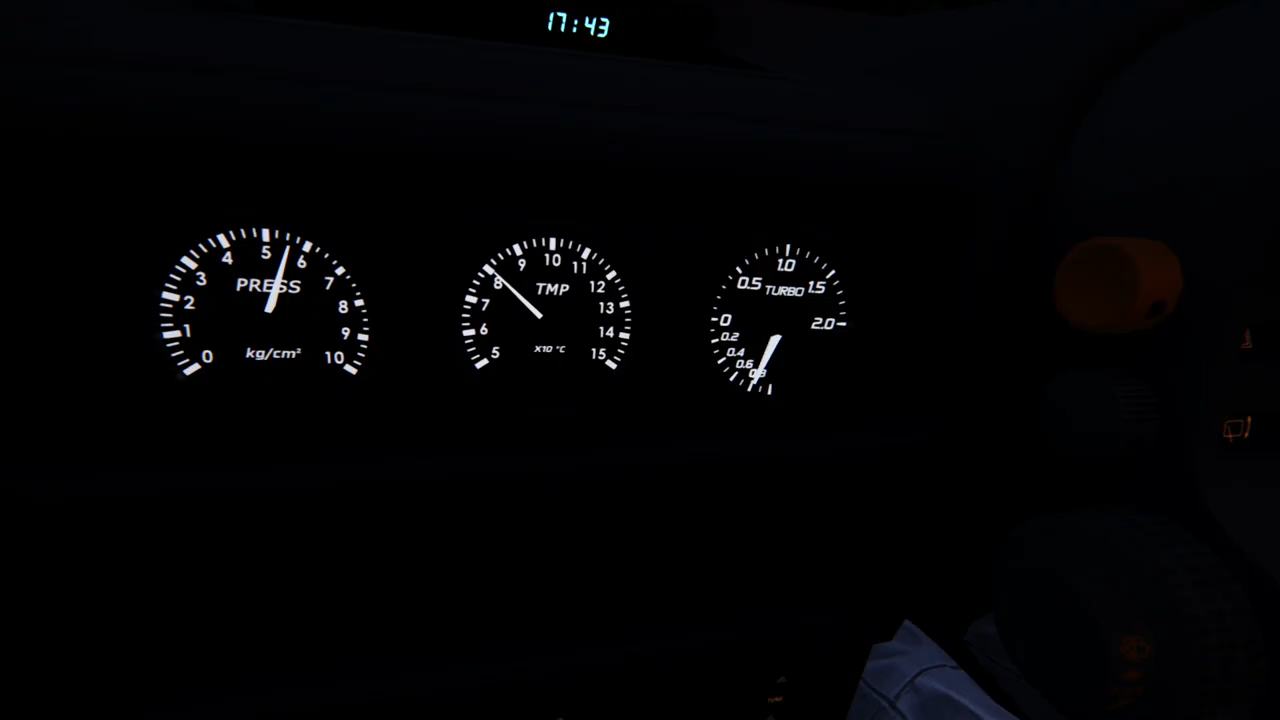 17:43
0 1 2 3 4 5 6 7 8 9 10
PRESS
kg/cm²
5 6 7 8 9 10 11 12 13 14 15
TMP
X10 °C
0.8 0.6 0.4 0.2 0 0.5 1.0 1.5 2.0
TURBO